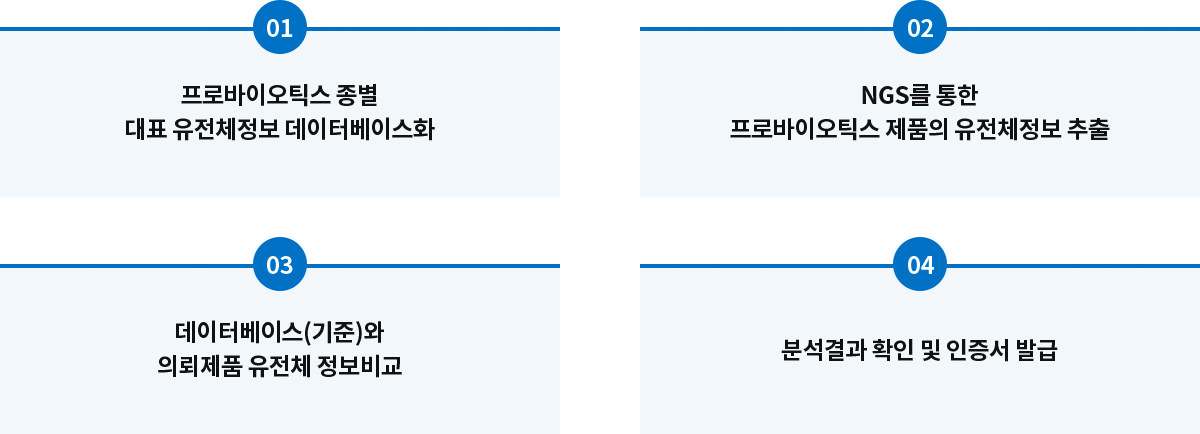 01
프로바이오틱스 종별
대표 유전체정보 데이터베이스화
02
NGS를 통한
프로바이오틱스 제품의 유전체정보 추출
03
데이터베이스(기준)와
의뢰제품 유전체 정보비교
04
분석결과 확인 및 인증서 발급